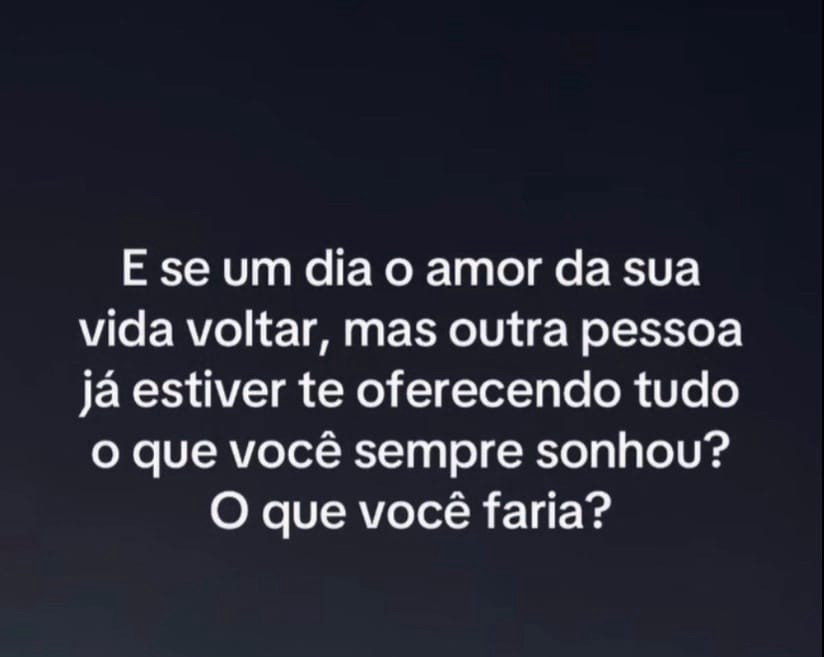 E se um dia o amor da sua
vida voltar, mas outra pessoa
já estiver te oferecendo tudo
o que você sempre sonhou?
O que você faria?